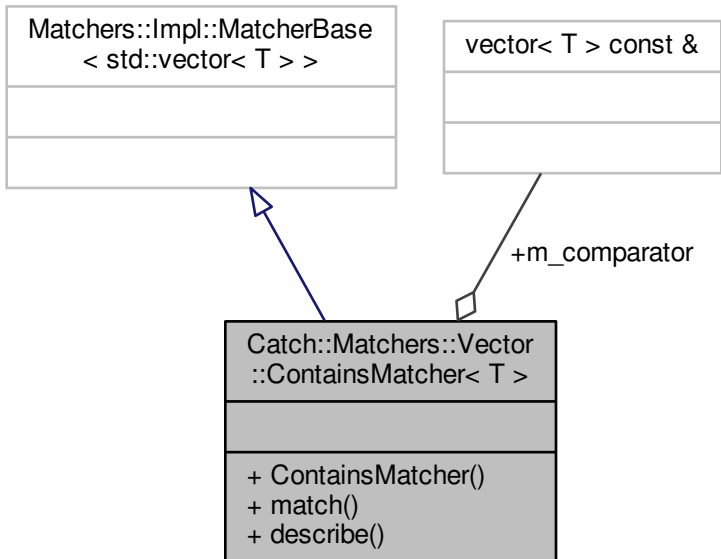 Matchers::Impl::MatcherBase
< std::vector< T > >
vector< T > const &
+m_comparator
Catch::Matchers::Vector
::ContainsMatcher< T >
+ ContainsMatcher()
+ match()
+ describe()